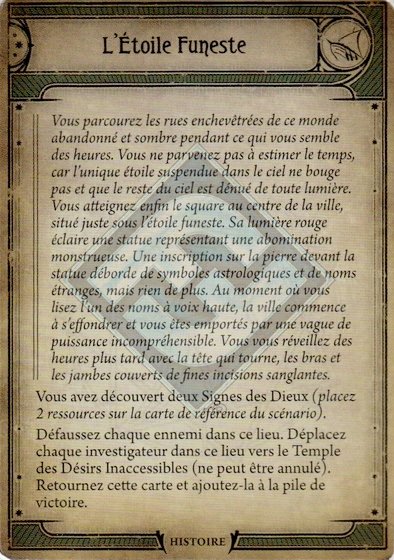 L'Étoile Funeste
Vous parcourez les rues enchevêtrées de ce monde
abandonné et sombre pendant ce qui vous semble
des heures. Vous ne parvenez pas à estimer le temps,
car l'unique étoile suspendue dans le ciel ne bouge
pas et que le reste du ciel est dénué de toute lumière.
Vous atteignez enfin le square au centre de la ville,
situé juste sous l'étoile funeste. Sa lumière rouge
éclaire une statue représentant une abomination
monstrueuse. Une inscription sur la pierre devant la
statue déborde de symboles astrologiques et de noms
étranges, mais rien de plus. Au moment où vous
lisez l'un des noms à voix haute, la ville commence
à s'effondrer et vous êtes emportés par une vague de
puissance incompréhensible. Vous vous réveillez des
heures plus tard avec la tête qui tourne, les bras et
les jambes couverts de fines incisions sanglantes.
Vous avez découvert deux Signes des Dieux (placez
2 ressources sur la carte de référence du scénario).
Défaussez chaque ennemi dans ce lieu. Déplacez
chaque investigateur dans ce lieu vers le Temple
des Désirs Inaccessibles (ne peut être annulé).
Retournez cette carte et ajoutez-la à la pile de
victoire.
HISTOIRE